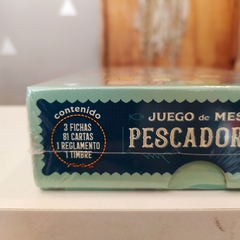 contenido
3 FICHAS
81 CARTAS
1 REGLAMENTO
1 TIMBRE
JUEGO de MES
PESCADOR